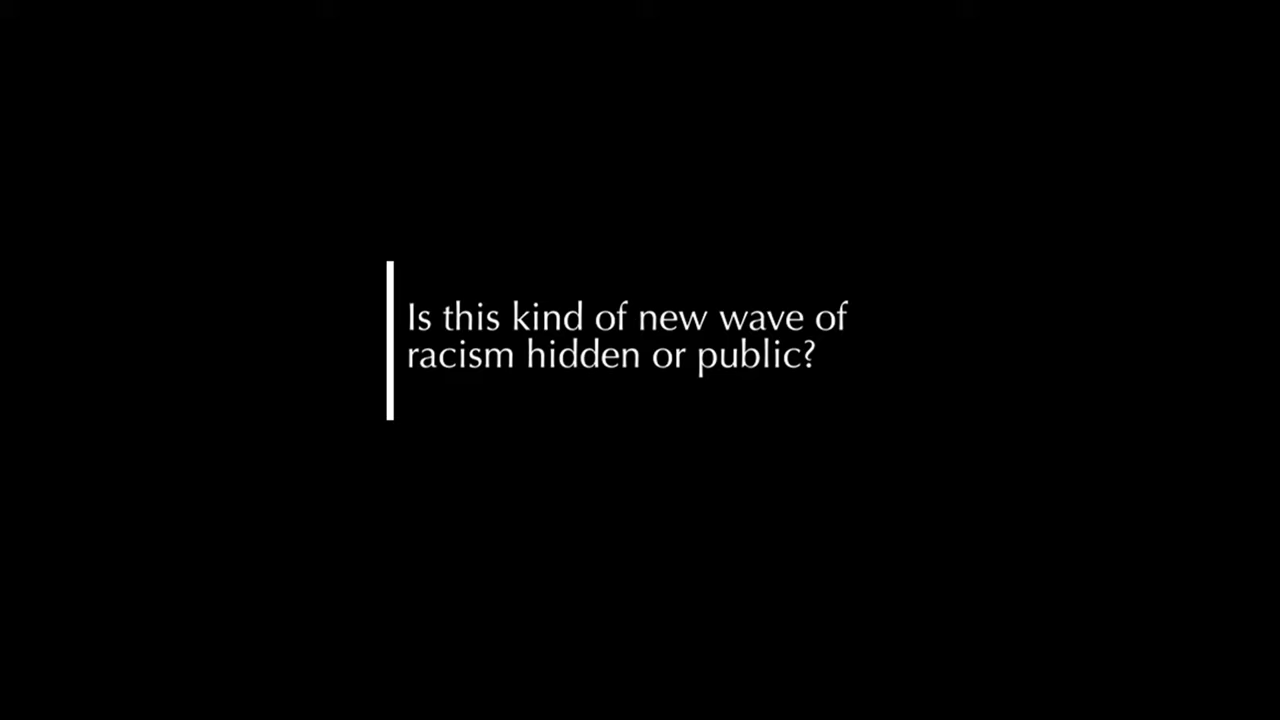 Is this kind of new wave of
racism hidden or public?